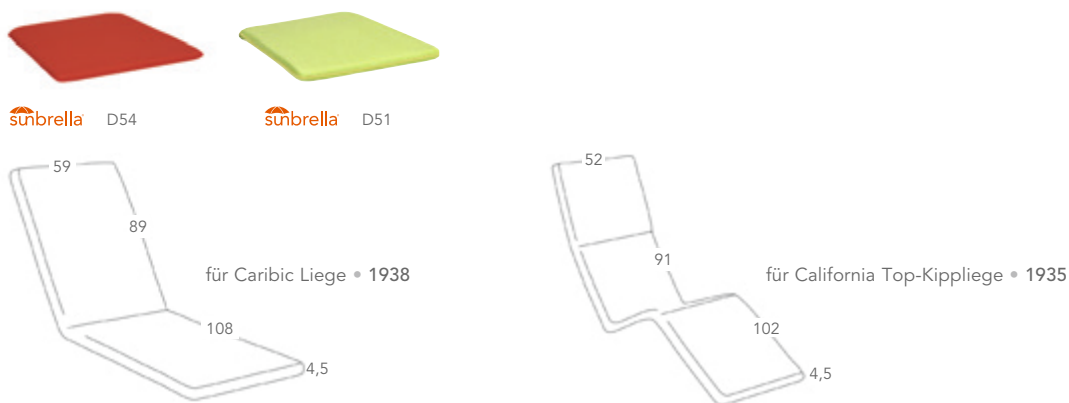 sunbrella D54
sunbrella D51
59
89
für Caribic Liege • 1938
108
4,5
52
91
für California Top-Kippliege • 1935
102
4,5